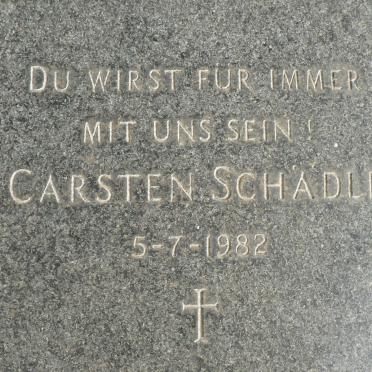 DU WIRST FÜR IMMER
MIT UNS SEIN!
CARSTEN
5-7-1982